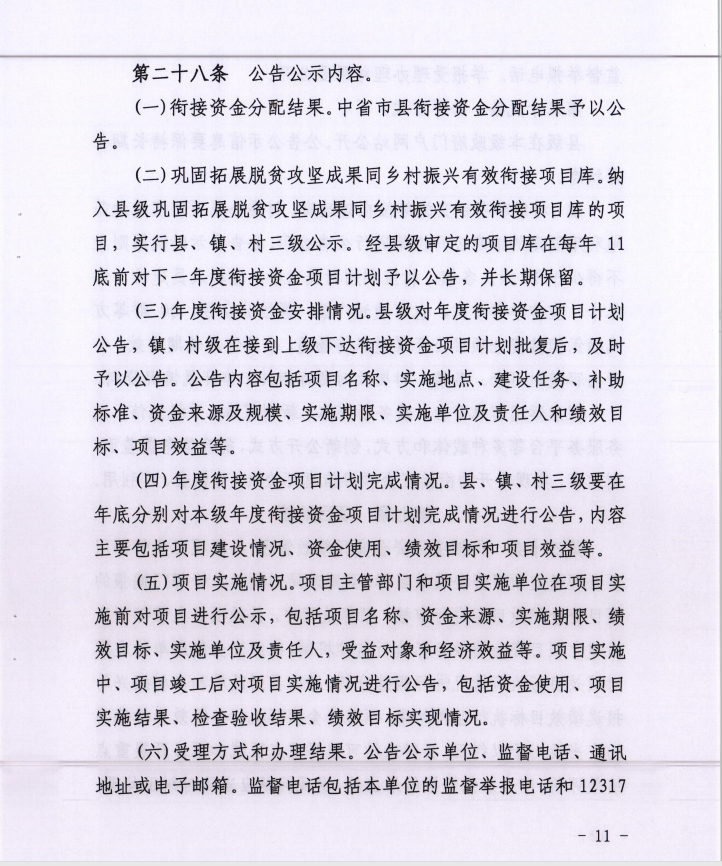 第二十八条 公告公示内容。
(一)衔接资金分配结果。中省市县衔接资金分配结果予以公
告。
(二)巩固拓展脱贫攻坚成果同乡村振兴有效衔接项目库。纳
入县级巩固拓展脱贫攻坚成果同乡村振兴有效衔接项目库的项
目，实行县、镇、村三级公示。经县级审定的项目库在每年 11
底前对下一年度衔接资金项目计划予以公告，并长期保留。
(三)年度衔接资金安排情况。县级对年度衔接资金项目计划
公告，镇、村级在接到上级下达衔接资金项目计划批复后，及时
予以公告。公告内容包括项目名称、实施地点、建设任务、补助
标准、资金来源及规模、实施期限、实施单位及责任人和绩效目
标、项目效益等。
(四)年度衔接资金项目计划完成情况。县、镇、村三级要在
年底分别对本级年度衔接资金项目计划完成情况进行公告，内容
主要包括项目建设情况、资金使用、绩效目标和项目效益等。
(五)项目实施情况。项目主管部门和项目实施单位在项目实
施前对项目进行公示，包括项目名称、资金来源、实施期限、绩
效目标、实施单位及责任人，受益对象和经济效益等。项目实施
中、项目竣工后对项目实施情况进行公告，包括资金使用、项目
实施结果、检查验收结果、绩效目标实现情况。
(六)受理方式和办理结果。公告公示单位、监督电话、通讯
地址或电子邮箱。监督电话包括本单位的监督举报电话和 12317
- 11 -